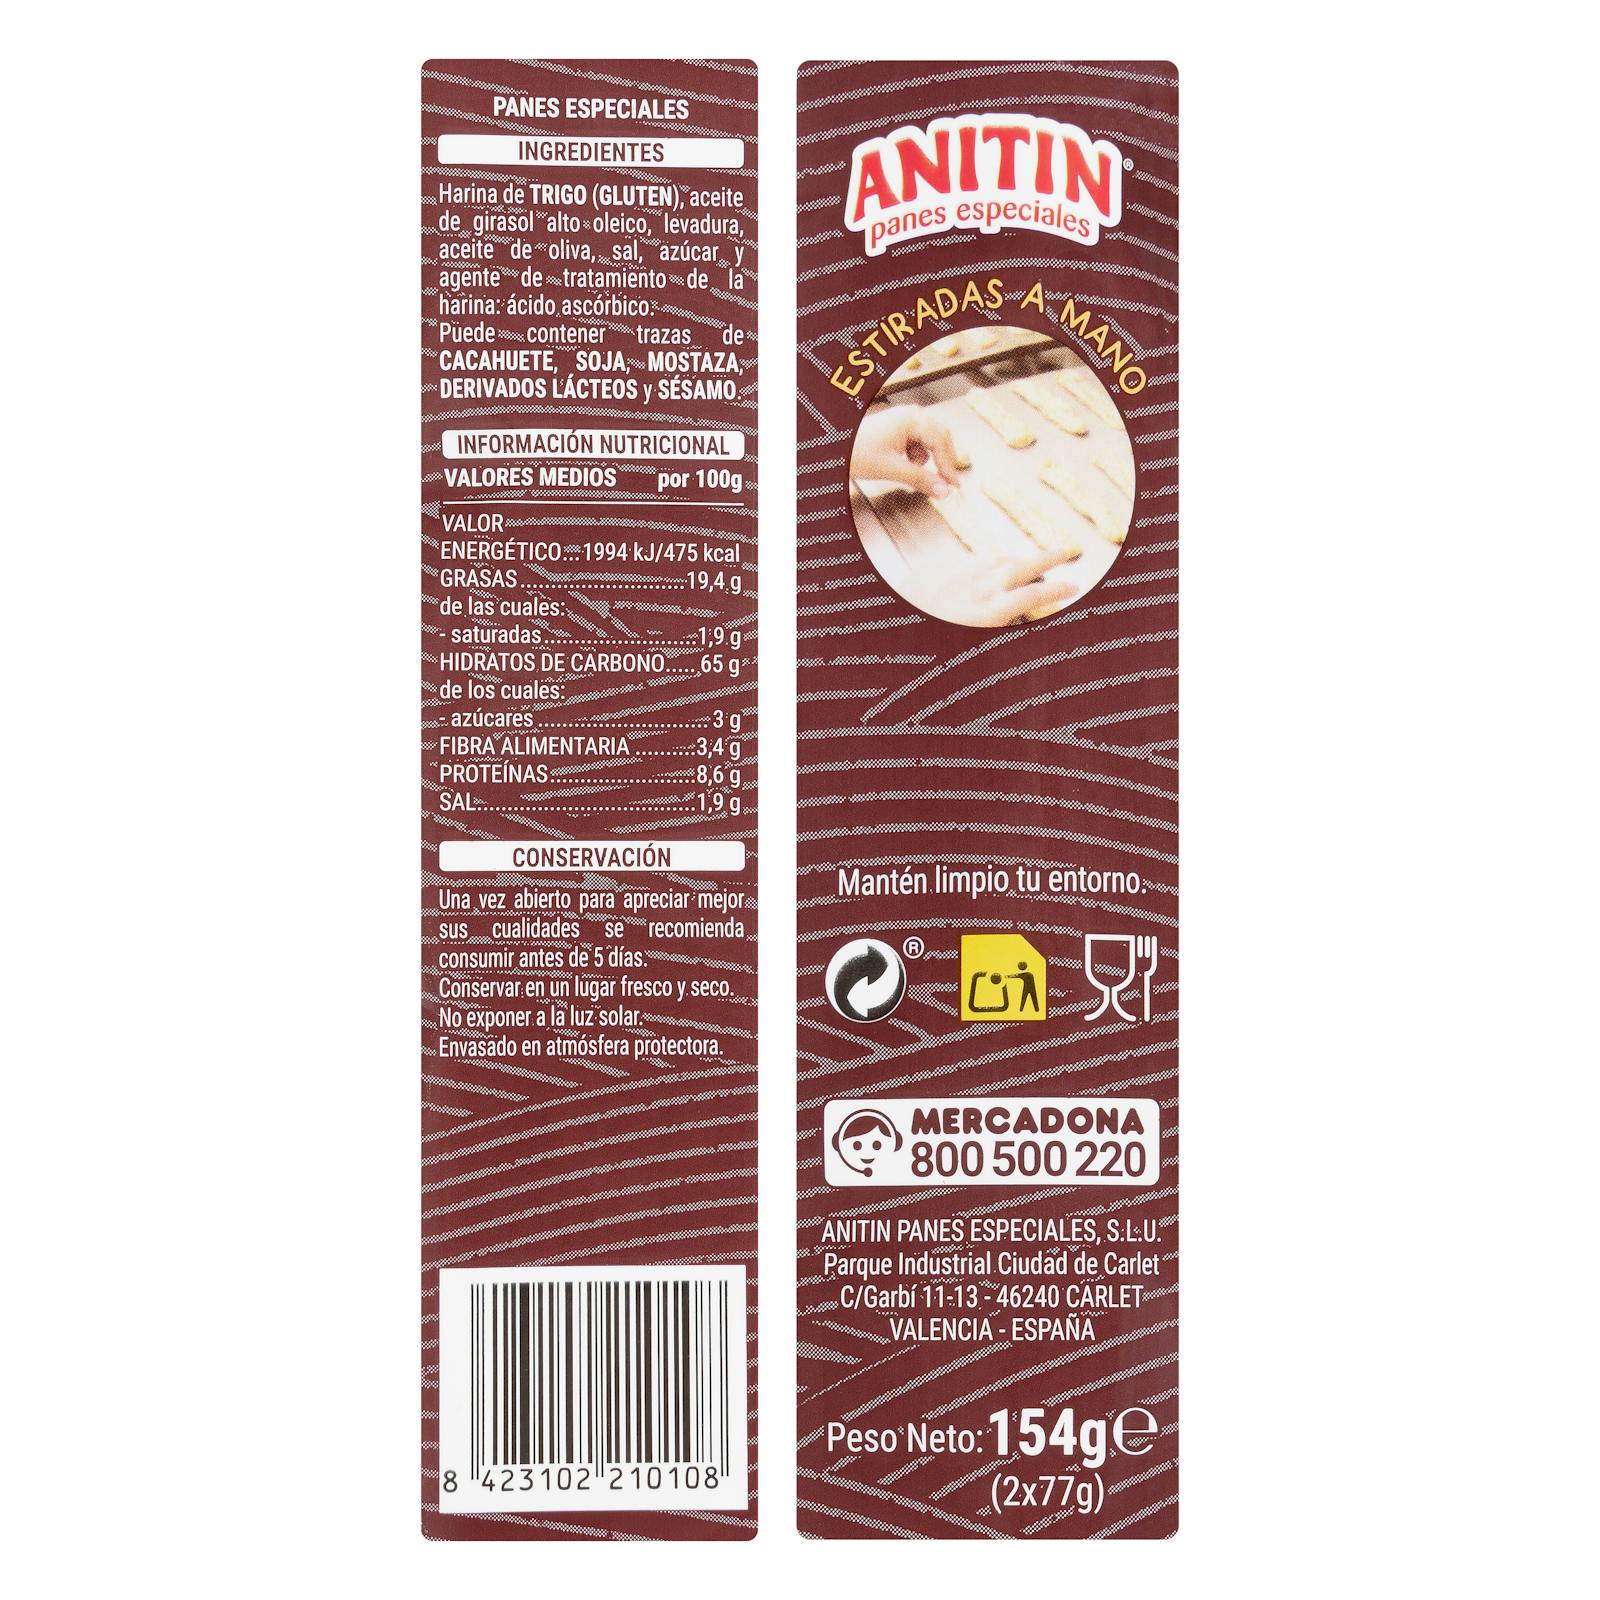 PANES ESPECIALES
INGREDIENTES
Harina de TRIGO (GLUTEN), aceite
de girasol alto oleico, levadura,
aceite de oliva, sal, azúcar y
agente de tratamiento de la
harina: ácido ascórbico.
Puede contener trazas de
CACAHUETE, SOJA, MOSTAZA,
DERIVADOS LÁCTEOS y SÉSAMO.
INFORMACIÓN NUTRICIONAL
VALORES MEDIOS por 100g
VALOR
ENERGÉTICO...1994 kJ/475 kcal
GRASAS..........................19,4 g
de las cuales:
- saturadas........................1,9 g
HIDRATOS DE CARBONO.....65 g
de los cuales:
- azúcares...........................3 g
FIBRA ALIMENTARIA..........3,4 g
PROTEÍNAS.......................8,6 g
SAL...................................1,9 g
CONSERVACIÓN
Una vez abierto para apreciar mejor
sus cualidades se recomienda
consumir antes de 5 días.
Conservar en un lugar fresco y seco.
No exponer a la luz solar.
Envasado en atmósfera protectora.
8 423102 210108
ANITIN®
panes especiales
ESTIRADAS A MANO
Mantén limpio tu entorno.
®
MERCADONA
800 500 220
ANITIN PANES ESPECIALES, S.L.U.
Parque Industrial Ciudad de Carlet
C/Garbí 11-13 - 46240 CARLET
VALENCIA - ESPAÑA
Peso Neto: 154g e
(2x77g)